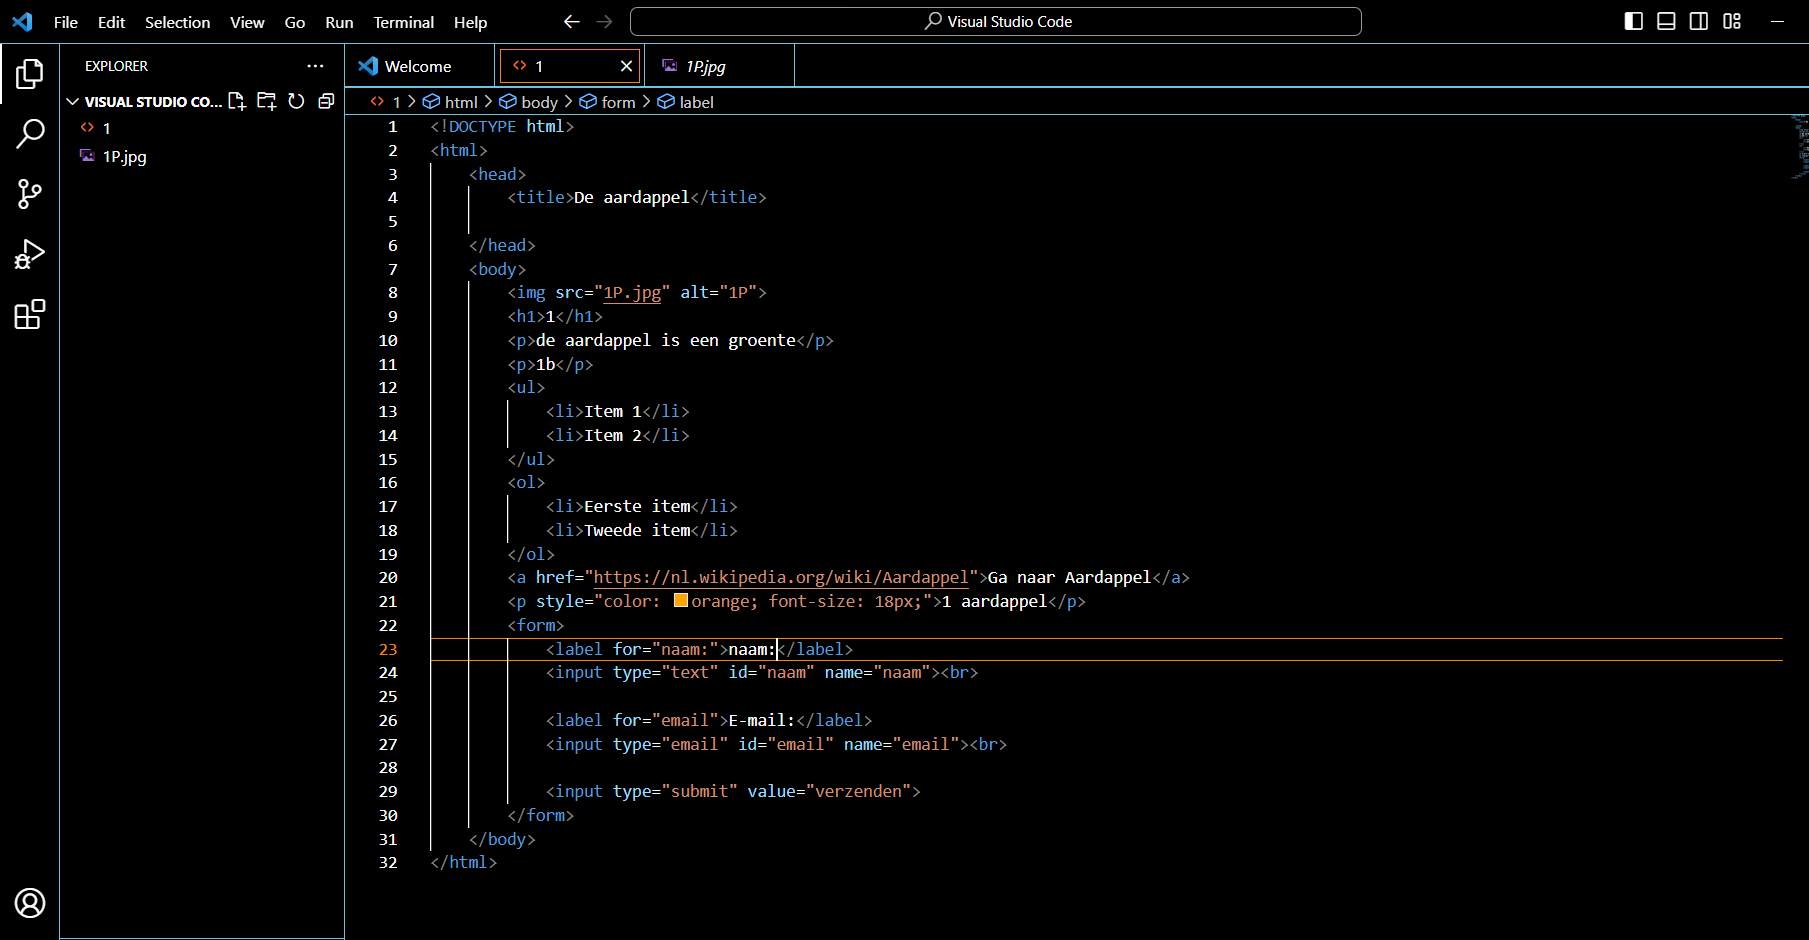 File Edit Selection View Go Run Terminal Help
Visual Studio Code
EXPLORER
Welcome
1
1P.jpg
VISUAL STUDIO CO...
1 > html > body > form > label
1
1P.jpg
1 <!DOCTYPE html>
2 <html>
3 <head>
4 <title>De aardappel</title>
5
6 </head>
7 <body>
8 <img src="1P.jpg" alt="1P">
9 <h1>1</h1>
10 <p>de aardappel is een groente</p>
11 <p>1b</p>
12 <ul>
13 <li>Item 1</li>
14 <li>Item 2</li>
15 </ul>
16 <ol>
17 <li>Eerste item</li>
18 <li>Tweede item</li>
19 </ol>
20 <a href="https://nl.wikipedia.org/wiki/Aardappel">Ga naar Aardappel</a>
21 <p style="color: orange; font-size: 18px;">1 aardappel</p>
22 <form>
23 <label for="naam:">naam:</label>
24 <input type="text" id="naam" name="naam"><br>
25
26 <label for="email">E-mail:</label>
27 <input type="email" id="email" name="email"><br>
28
29 <input type="submit" value="verzenden">
30 </form>
31 </body>
32 </html>